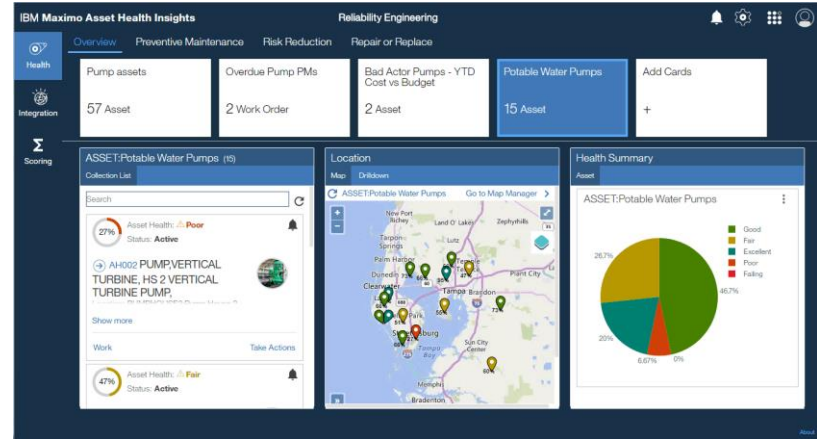 IBM Maximo Asset Health Insights
Reliability Engineering
Health
Integration
Scoring
Overview
Preventive Maintenance
Risk Reduction
Repair or Replace
Pump assets
57 Asset
Overdue Pump PMs
2 Work Order
Bad Actor Pumps - YTD
Cost vs Budget
2 Asset
Potable Water Pumps
15 Asset
Add Cards
+
ASSET:Potable Water Pumps (15)
Collection List
Search
27%
Asset Health: Poor
Status: Active
AH002 PUMP,VERTICAL
TURBINE, HS 2 VERTICAL
TURBINE PUMP,
Show more
Work
Take Actions
47%
Asset Health: Fair
Status: Active
Location
Map
Drilldown
ASSET:Potable Water Pumps
Go to Map Manager
New Port
Richey
Land O' Lakes
Zephyrhills
Tarpon
Springs
Lutz
Palm Harbor
Temple
Dunedin
Plant City
Clearwater
Tampa
Brandon
Park
Sun City
Center
Tampa
Bay
Memphis
Bradenton
Health Summary
Asset
ASSET:Potable Water Pumps
Good
Fair
Excellent
Poor
Failing
26.7%
46.7%
20%
6.67%
0%
About